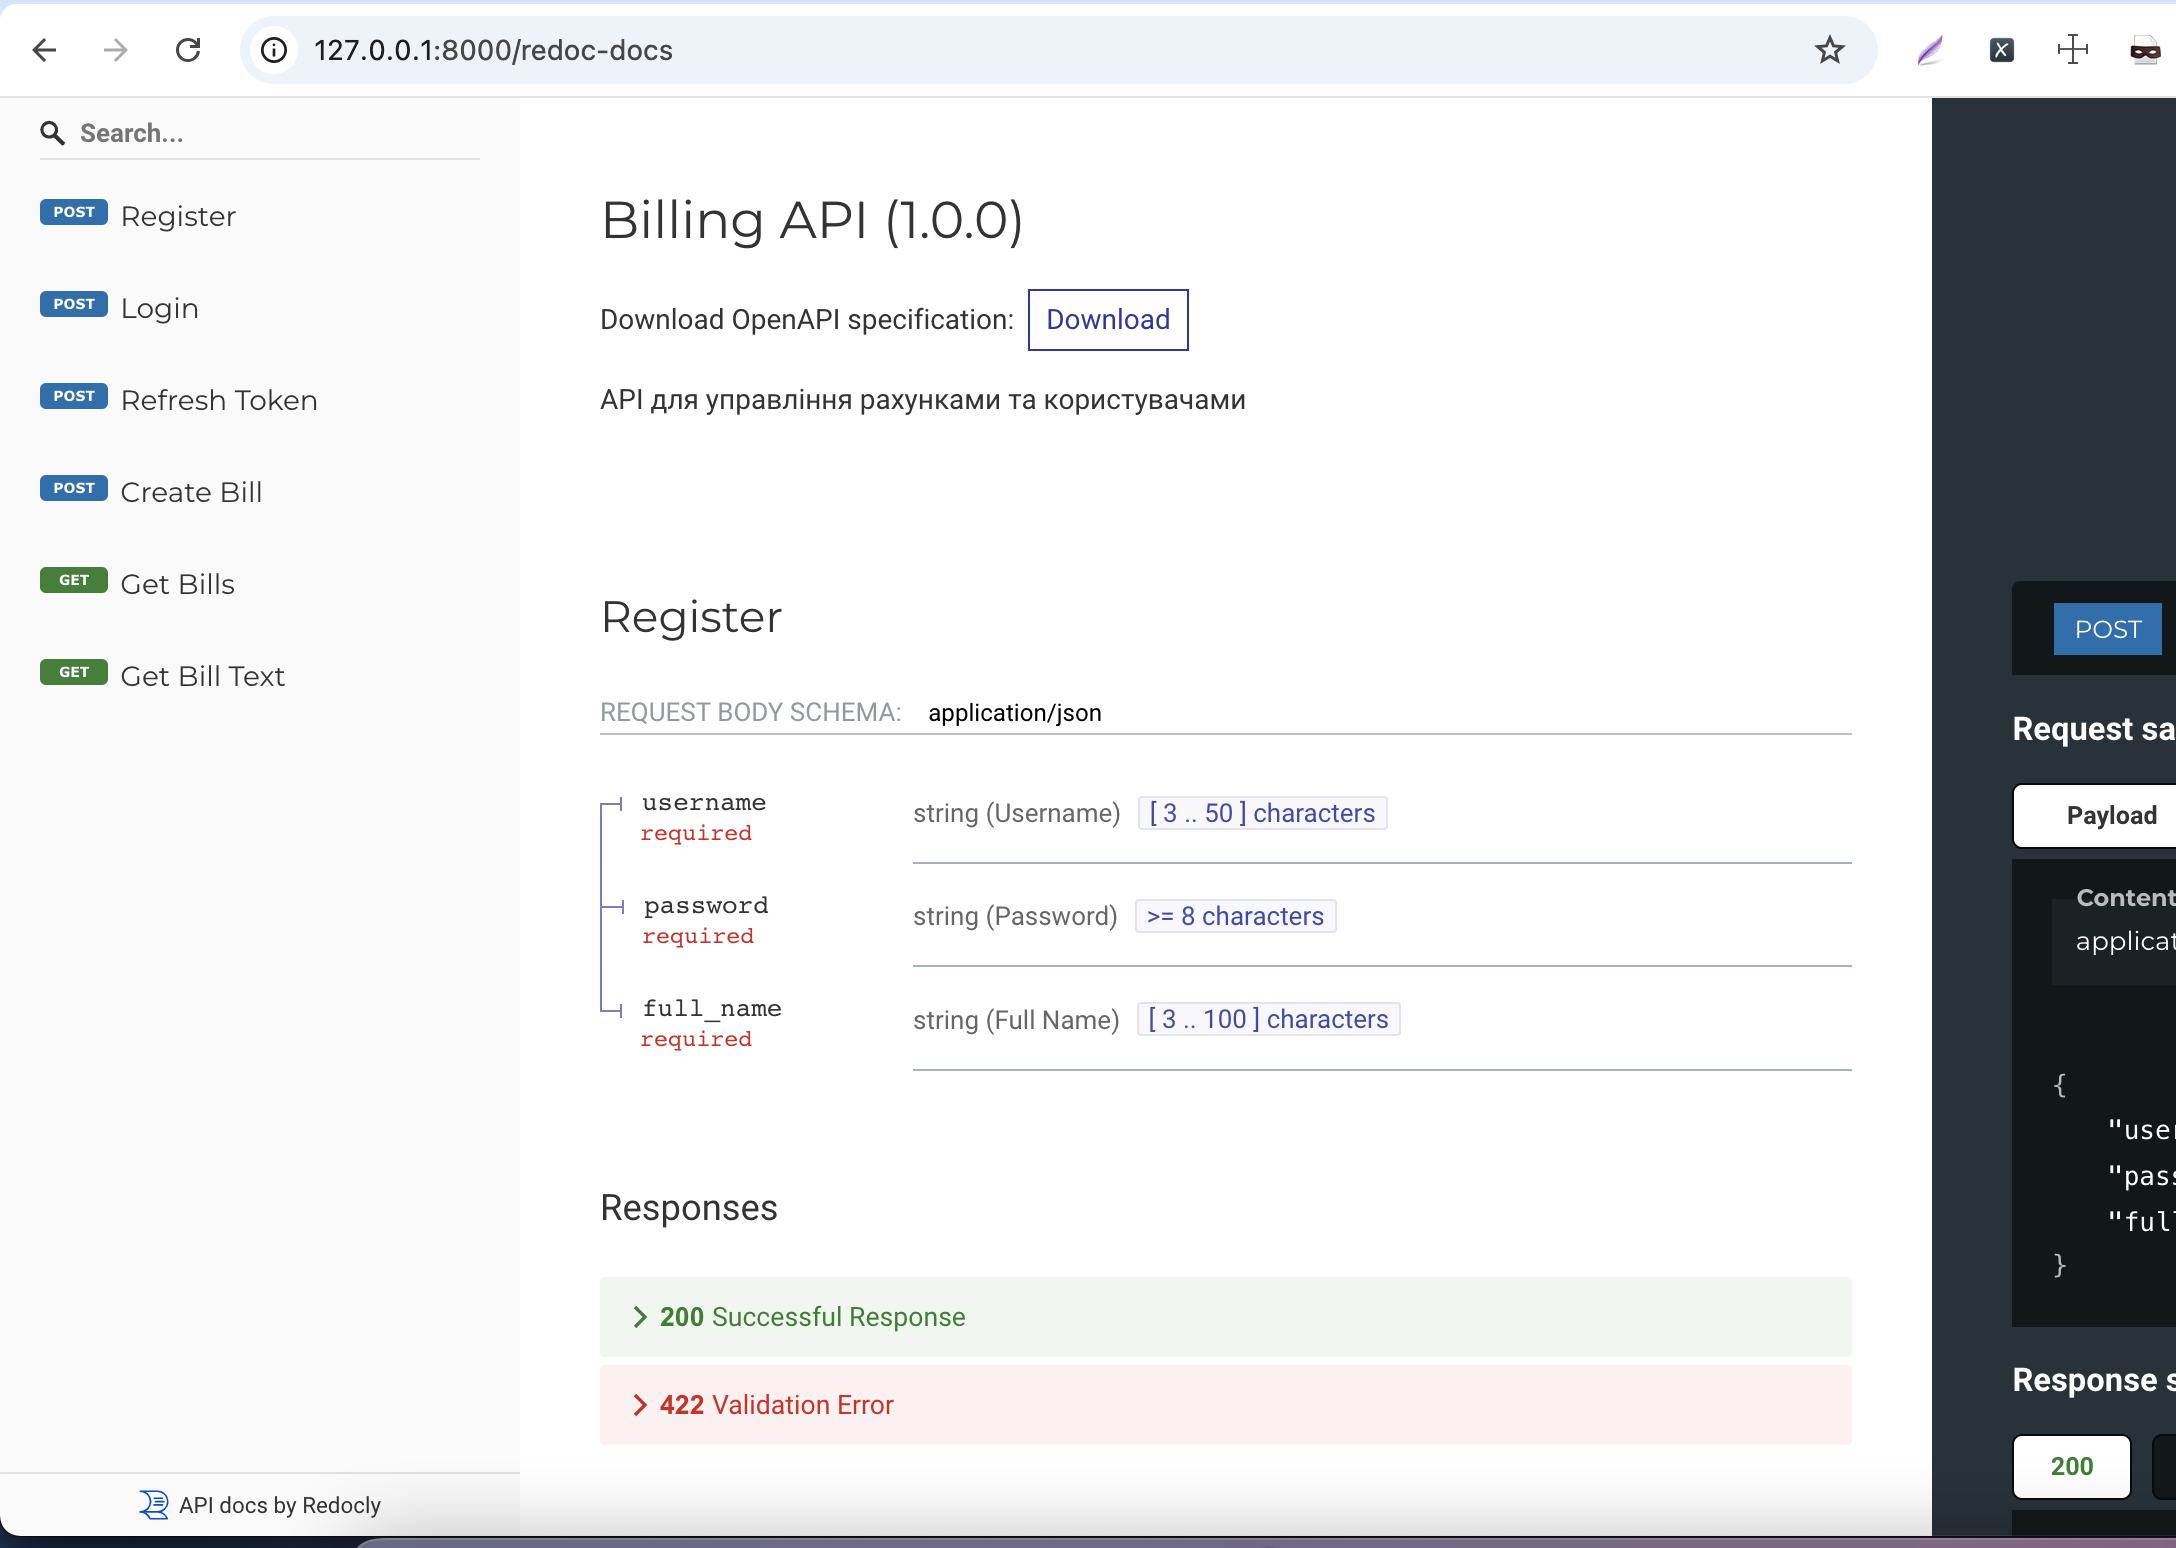 127.0.0.1:8000/redoc-docs
Search...
POST Register
POST Login
POST Refresh Token
POST Create Bill
GET Get Bills
GET Get Bill Text
API docs by Redocly
Billing API (1.0.0)
Download OpenAPI specification: Download
API для управління рахунками та користувачами
Register
REQUEST BODY SCHEMA: application/json
username
required
string (Username) [ 3 .. 50 ] characters
password
required
string (Password) >= 8 characters
full_name
required
string (Full Name) [ 3 .. 100 ] characters
Responses
200 Successful Response
422 Validation Error
POST
Request sa
Payload
Content
applicat
{
"user
"pass
"full
}
Response s
200